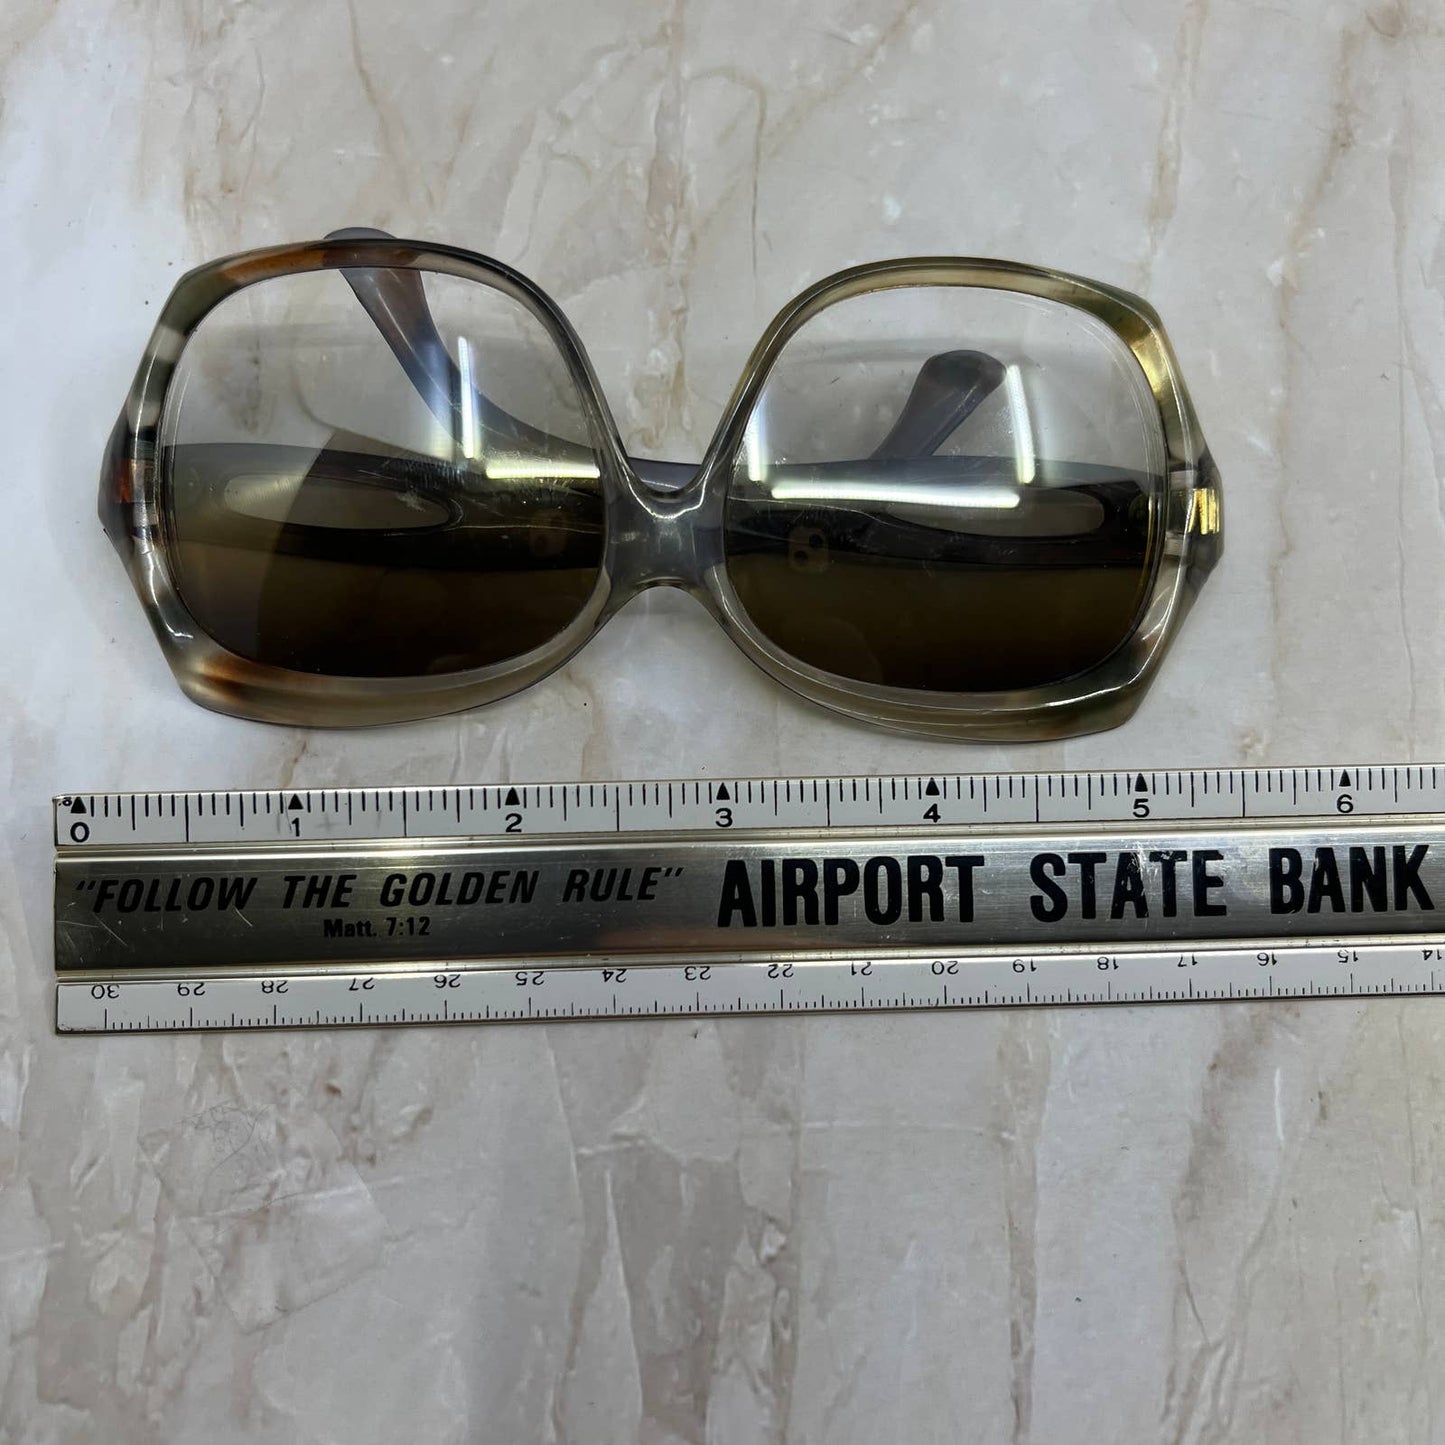 0 1 2 3 4 5 6
"FOLLOW THE GOLDEN RULE" AIRPORT STATE BANK
Matt. 7:12
30 29 28 27 26 25 24 23 22 21 20 19 18 17 16 15 14